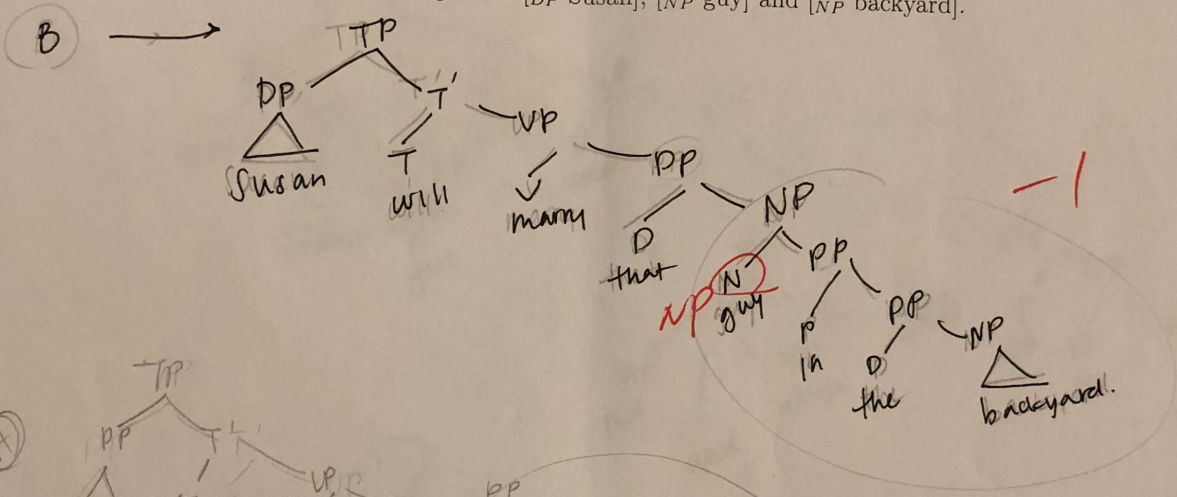 [DP Susan], [NP guy] and [NP backyard].
B TP
DP T'
Susan T will VP
V marry DP
D that NP
-1
NP N guy PP
P in DP
D the NP
backyard.
TP
A DP T' VP
DP